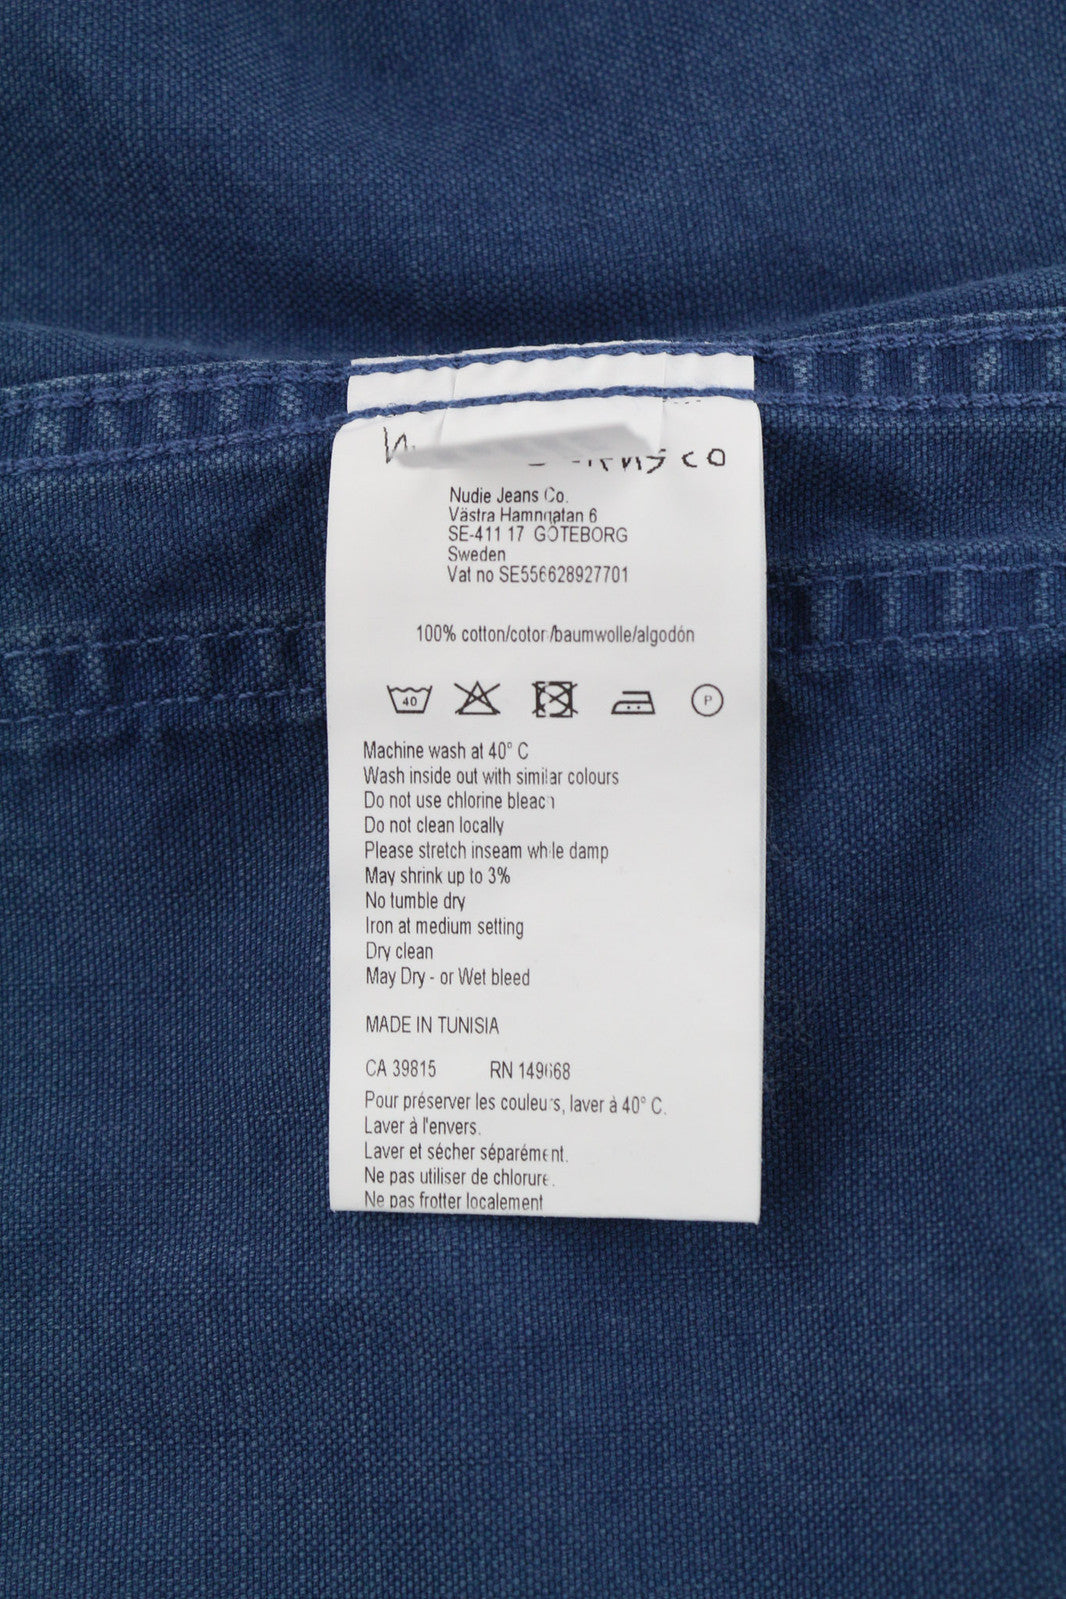 co
Nudie Jeans Co.
Västra Hamngatan 6
SE-411 17 GÖTEBORG
Sweden
Vat no SE556628927701
100% cotton/coton/baumwolle/algodón
40
P
Machine wash at 40° C
Wash inside out with similar colours
Do not use chlorine bleach
Do not clean locally
Please stretch inseam while damp
May shrink up to 3%
No tumble dry
Iron at medium setting
Dry clean
May Dry - or Wet bleed
MADE IN TUNISIA
CA 39815 RN 149668
Pour préserver les couleurs, laver à 40° C.
Laver à l'envers.
Laver et sécher séparément.
Ne pas utiliser de chlorure.
Ne pas frotter localement